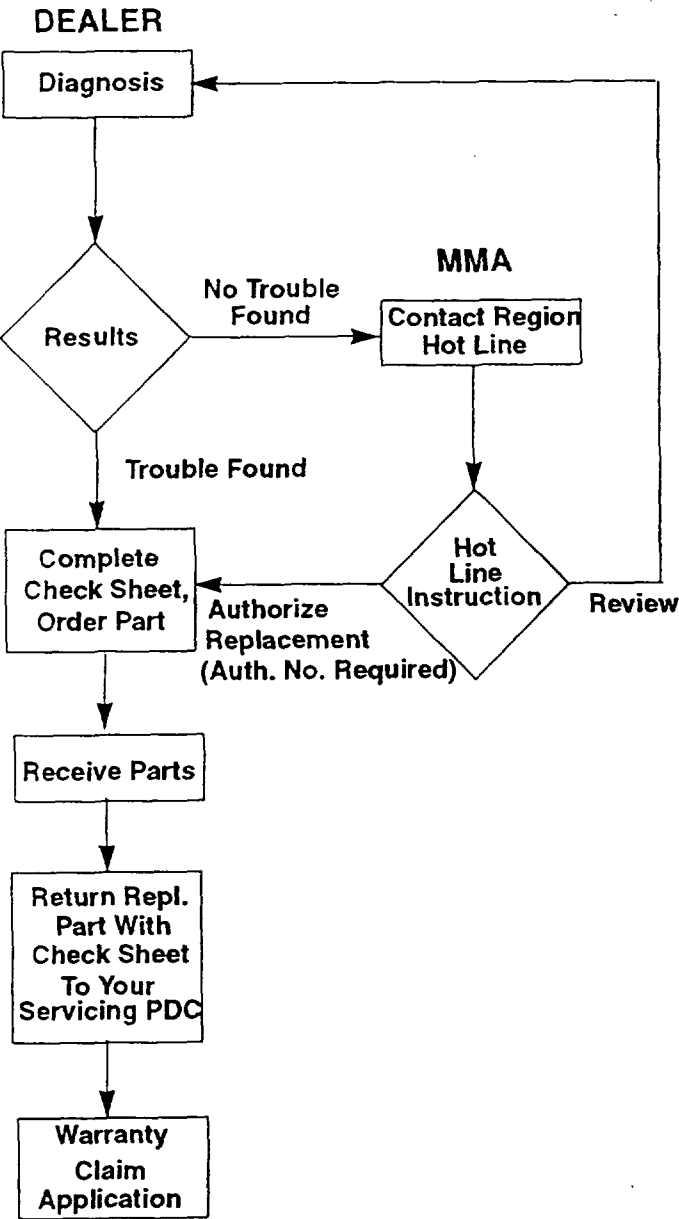 DEALER
Diagnosis
MMA
No Trouble
Found
Contact Region
Hot Line
Results
Trouble Found
Hot
Line
Instruction
Review
Complete
Check Sheet,
Order Part
Authorize
Replacement
(Auth. No. Required)
Receive Parts
Return Repl.
Part With
Check Sheet
To Your
Servicing PDC
Warranty
Claim
Application